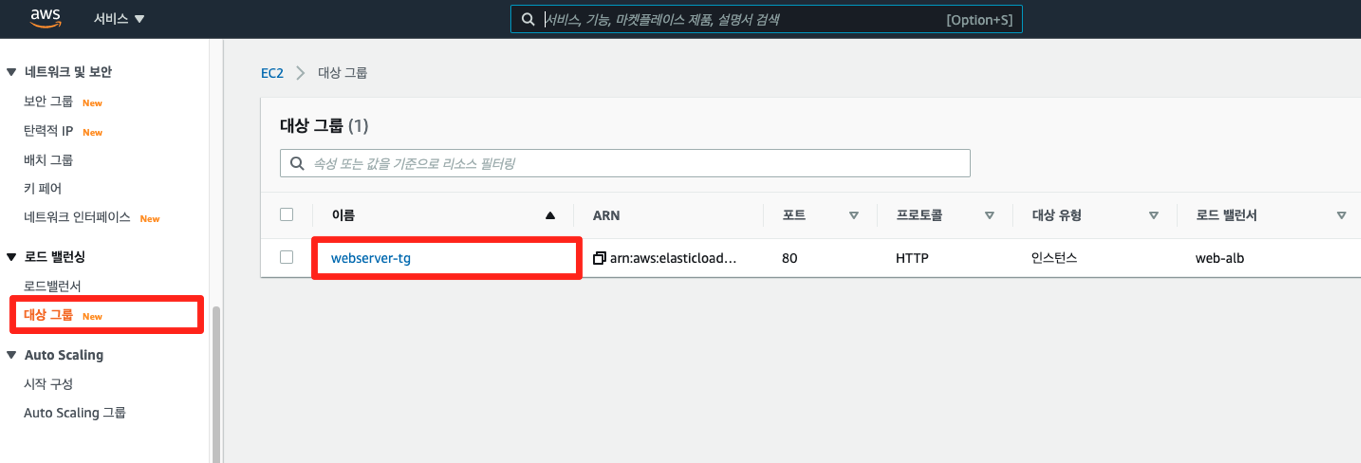 aws 서비스 서비스, 기능, 마켓플레이스 제품, 설명서 검색 [Option+S]
네트워크 및 보안
보안 그룹 New
탄력적 IP New
배치 그룹
키 페어
네트워크 인터페이스 New
로드 밸런싱
로드밸런서
대상 그룹 New
Auto Scaling
시작 구성
Auto Scaling 그룹
EC2 대상 그룹
대상 그룹 (1)
속성 또는 값을 기준으로 리소스 필터링
이름 ARN 포트 프로토콜 대상 유형 로드 밸런서
webserver-tg arn:aws:elasticload... 80 HTTP 인스턴스 web-alb